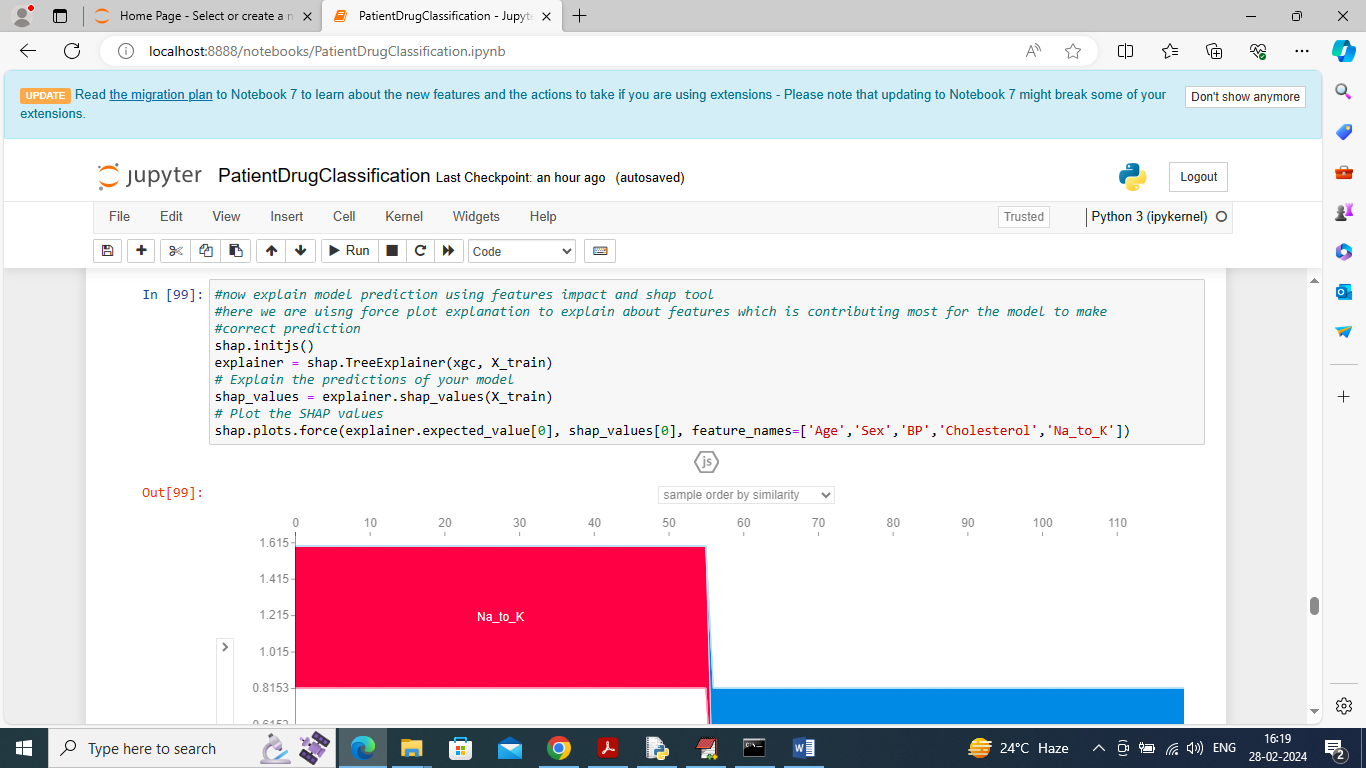 Home Page - Select or create a n
PatientDrugClassification - Jupyte
localhost:8888/notebooks/PatientDrugClassification.ipynb
UPDATE Read the migration plan to Notebook 7 to learn about the new features and the actions to take if you are using extensions - Please note that updating to Notebook 7 might break some of your
extensions.
Don't show anymore
jupyter PatientDrugClassification Last Checkpoint: an hour ago (autosaved)
Logout
File Edit View Insert Cell Kernel Widgets Help
Trusted
Python 3 (ipykernel)
Run
Code
In [99]:
#now explain model prediction using features impact and shap tool
#here we are uisng force plot explanation to explain about features which is contributing most for the model to make
#correct prediction
shap.initjs()
explainer = shap.TreeExplainer(xgc, X_train)
# Explain the predictions of your model
shap_values = explainer.shap_values(X_train)
# Plot the SHAP values
shap.plots.force(explainer.expected_value[0], shap_values[0], feature_names=['Age','Sex','BP','Cholesterol','Na_to_K'])
js
Out[99]:
sample order by similarity
0 10 20 30 40 50 60 70 80 90 100 110
1.615
1.415
1.215
Na_to_K
1.015
0.8153
0.6153
Type here to search
24°C Haze
ENG
16:19
28-02-2024
2